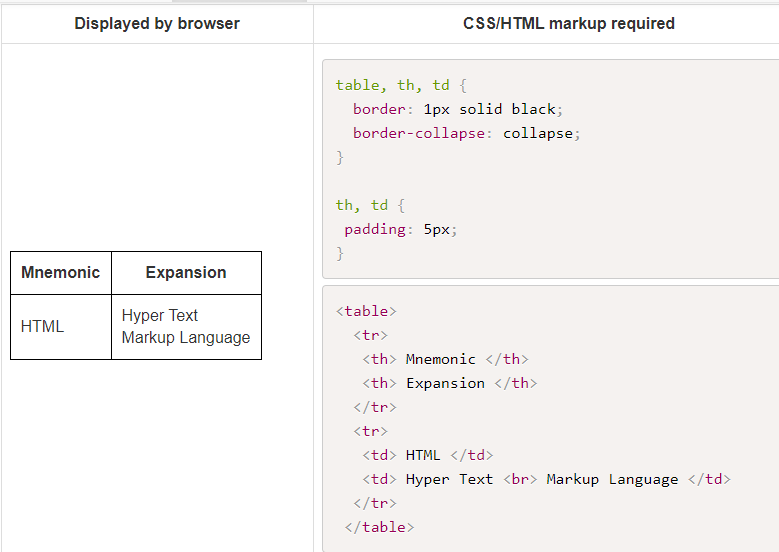 Displayed by browser
CSS/HTML markup required
Mnemonic Expansion
HTML
Hyper Text
Markup Language
table, th, td {
  border: 1px solid black;
  border-collapse: collapse;
}
th, td {
 padding: 5px;
}
<table>
  <tr>
   <th> Mnemonic </th>
   <th> Expansion </th>
  </tr>
  <tr>
   <td> HTML </td>
   <td> Hyper Text <br> Markup Language </td>
  </tr>
 </table>